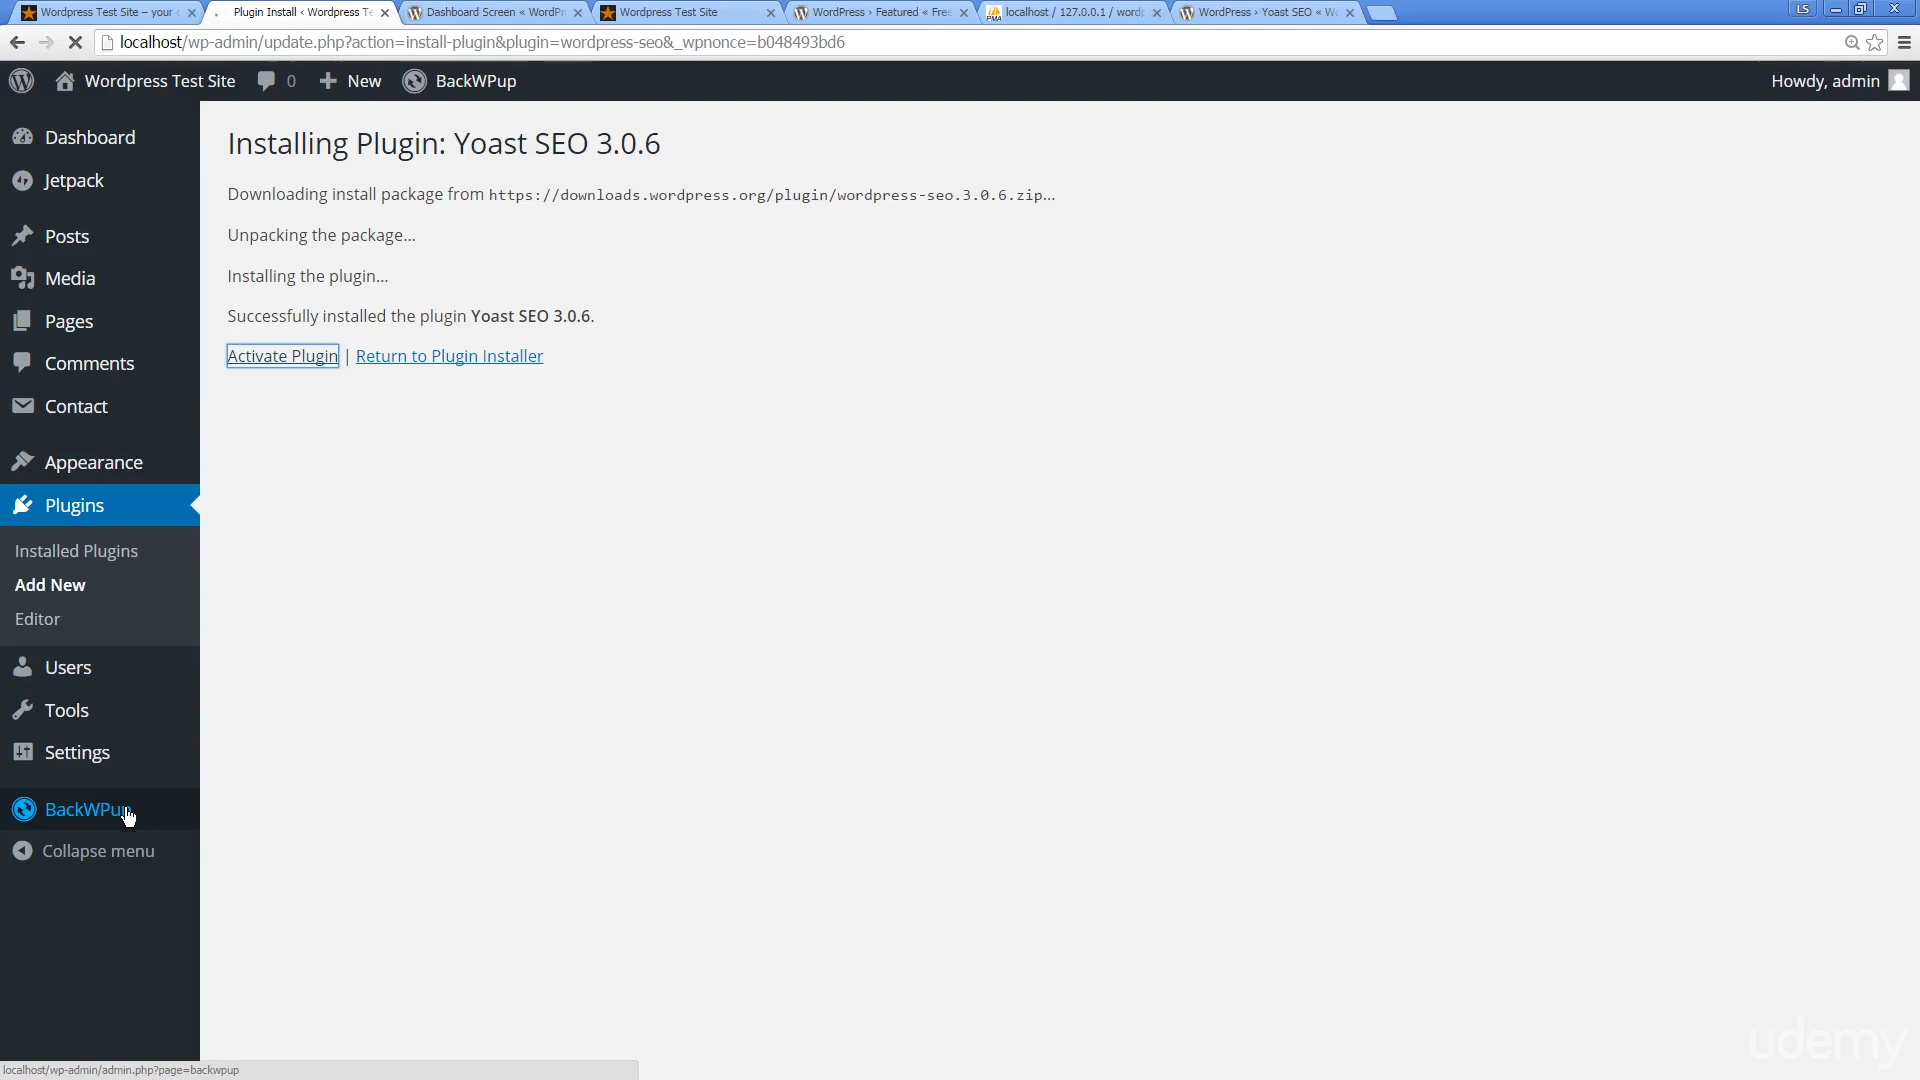 Wordpress Test Site – your
Plugin Install ‹ Wordpress Te
Dashboard Screen « WordPr
Wordpress Test Site
WordPress › Featured « Free
localhost / 127.0.0.1 / word
WordPress › Yoast SEO « W
LS
localhost/wp-admin/update.php?action=install-plugin&plugin=wordpress-seo&_wpnonce=b048493bd6
Wordpress Test Site
0
New
BackWPup
Howdy, admin
Dashboard
Jetpack
Posts
Media
Pages
Comments
Contact
Appearance
Plugins
Installed Plugins
Add New
Editor
Users
Tools
Settings
BackWPup
Collapse menu
Installing Plugin: Yoast SEO 3.0.6
Downloading install package from https://downloads.wordpress.org/plugin/wordpress-seo.3.0.6.zip…
Unpacking the package…
Installing the plugin…
Successfully installed the plugin Yoast SEO 3.0.6.
Activate Plugin | Return to Plugin Installer
localhost/wp-admin/admin.php?page=backwpup
udemy